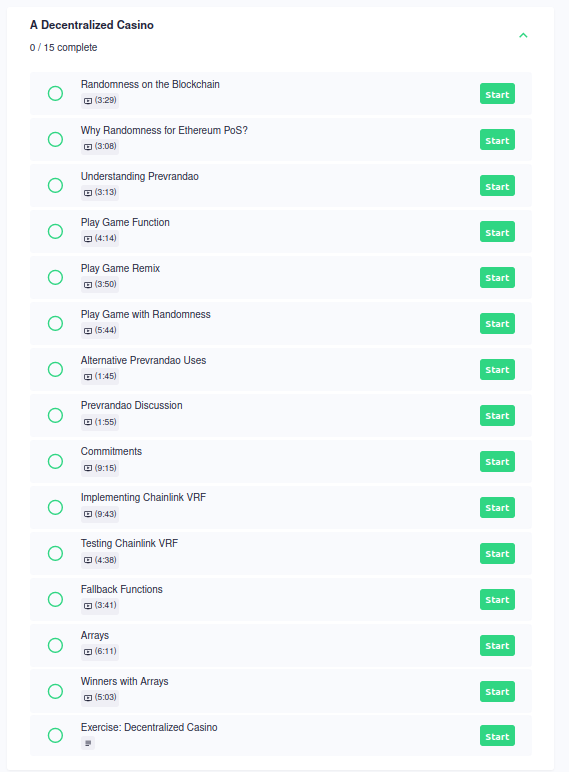 A Decentralized Casino
0 / 15 complete
Randomness on the Blockchain
(3:29)
Start
Why Randomness for Ethereum PoS?
(3:08)
Start
Understanding Prevrandao
(3:13)
Start
Play Game Function
(4:14)
Start
Play Game Remix
(3:50)
Start
Play Game with Randomness
(5:44)
Start
Alternative Prevrandao Uses
(1:45)
Start
Prevrandao Discussion
(1:55)
Start
Commitments
(9:15)
Start
Implementing Chainlink VRF
(9:43)
Start
Testing Chainlink VRF
(4:38)
Start
Fallback Functions
(3:41)
Start
Arrays
(6:11)
Start
Winners with Arrays
(5:03)
Start
Exercise: Decentralized Casino
Start